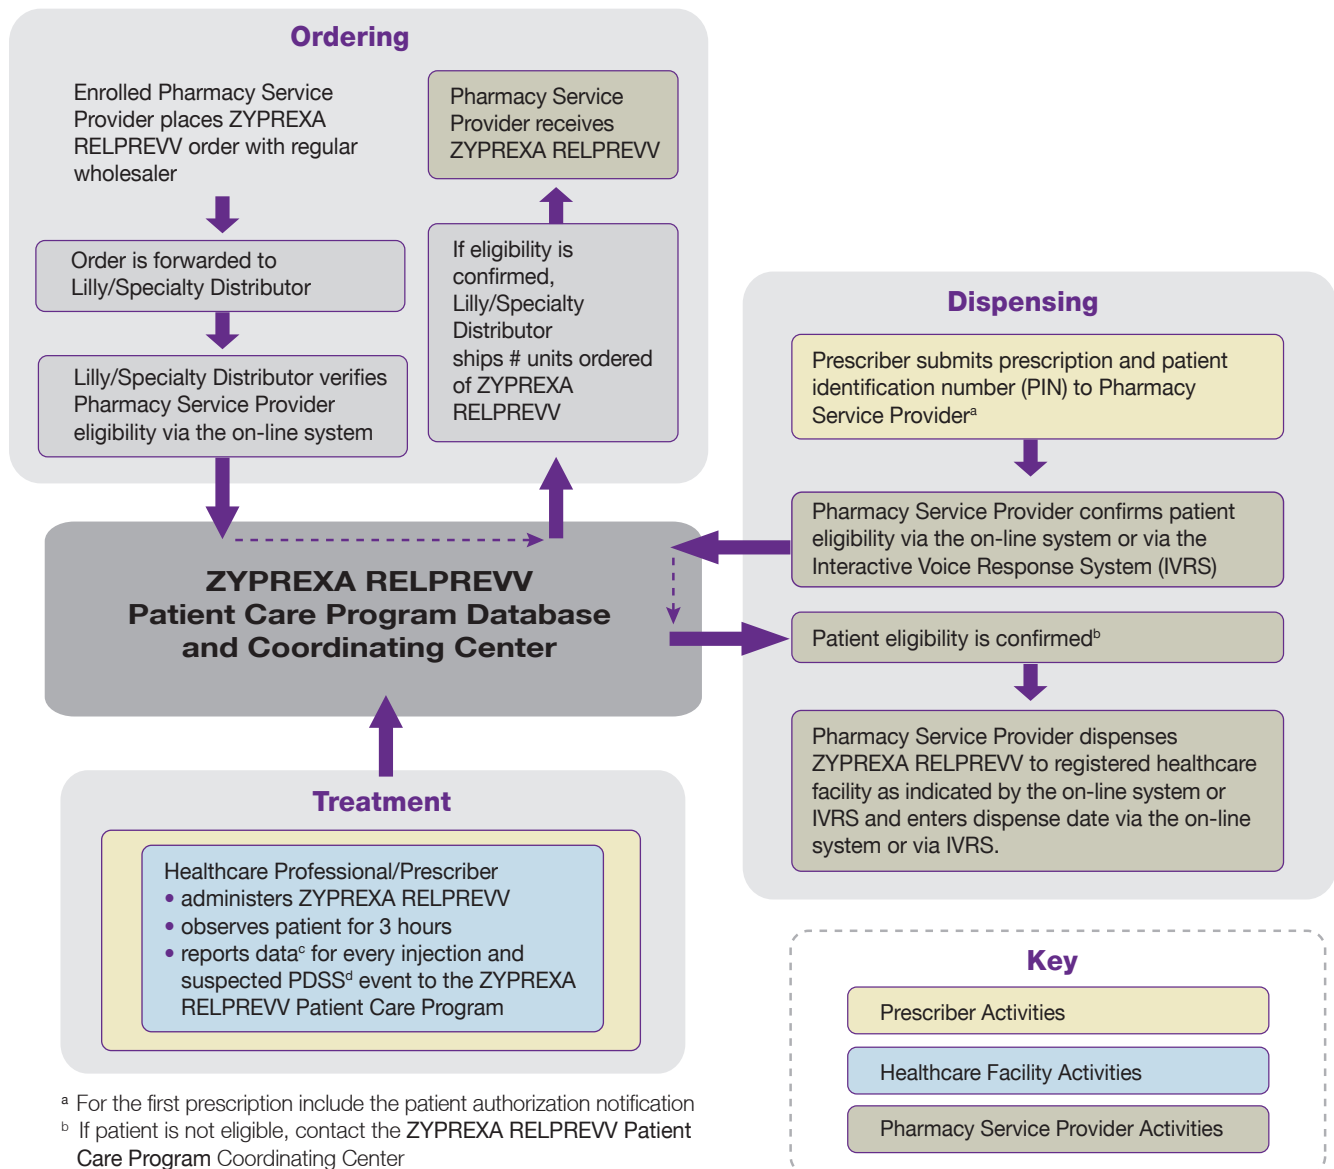 Ordering
Enrolled Pharmacy Service
Provider places ZYPREXA
RELPREVV order with regular
wholesaler
Order is forwarded to
Lilly/Specialty Distributor
Lilly/Specialty Distributor verifies
Pharmacy Service Provider
eligibility via the on-line system
Pharmacy Service
Provider receives
ZYPREXA RELPREVV
If eligibility is
confirmed,
Lilly/Specialty
Distributor
ships # units ordered
of ZYPREXA
RELPREVV
ZYPREXA RELPREVV
Patient Care Program Database
and Coordinating Center
Dispensing
Prescriber submits prescription and patient
identification number (PIN) to Pharmacy
Service Providerᵃ
Pharmacy Service Provider confirms patient
eligibility via the on-line system or via the
Interactive Voice Response System (IVRS)
Patient eligibility is confirmedᵇ
Pharmacy Service Provider dispenses
ZYPREXA RELPREVV to registered healthcare
facility as indicated by the on-line system or
IVRS and enters dispense date via the on-line
system or via IVRS.
Treatment
Healthcare Professional/Prescriber
• administers ZYPREXA RELPREVV
• observes patient for 3 hours
• reports dataᶜ for every injection and
suspected PDSSᵈ event to the ZYPREXA
RELPREVV Patient Care Program
ᵃ For the first prescription include the patient authorization notification
ᵇ If patient is not eligible, contact the ZYPREXA RELPREVV Patient
Care Program Coordinating Center
Key
Prescriber Activities
Healthcare Facility Activities
Pharmacy Service Provider Activities